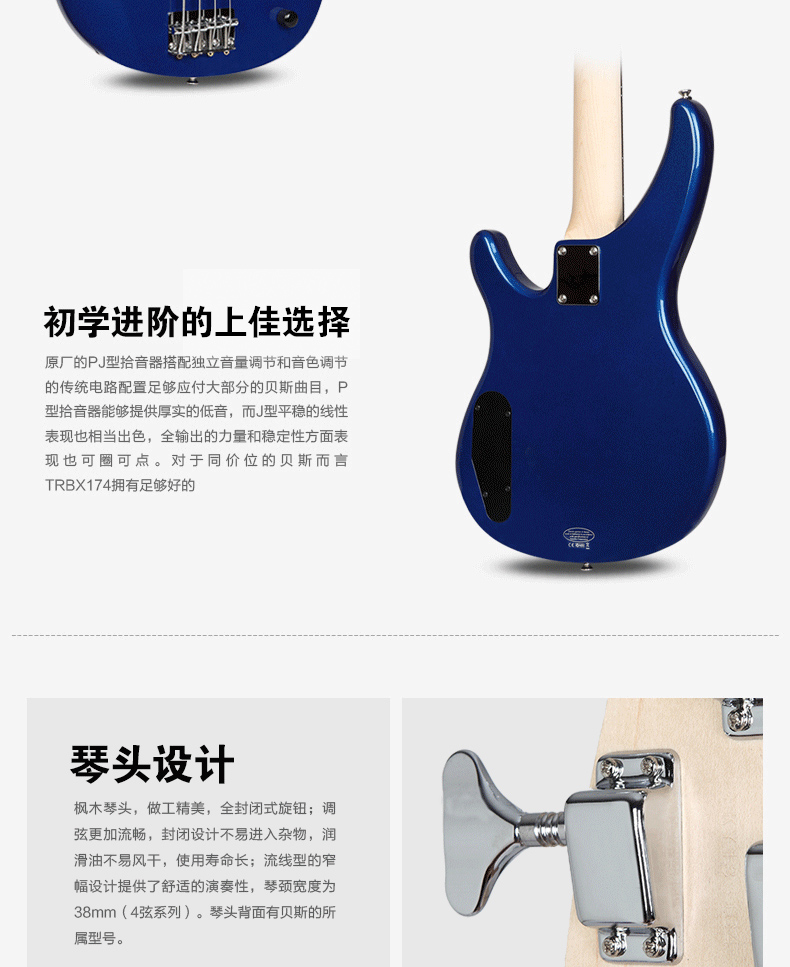 初学进阶的上佳选择
原厂的PJ型拾音器搭配独立音量调节和音色调节
的传统电路配置足够应付大部分的贝斯曲目，P
型拾音器能够提供厚实的低音，而J型平稳的线性
表现也相当出色，全输出的力量和稳定性方面表
现也可圈可点。对于同价位的贝斯而言
TRBX174拥有足够好的
琴头设计
枫木琴头，做工精美，全封闭式旋钮；调
弦更加流畅，封闭设计不易进入杂物，润
滑油不易风干，使用寿命长；流线型的窄
幅设计提供了舒适的演奏性，琴颈宽度为
38mm（4弦系列）。琴头背面有贝斯的所
属型号。